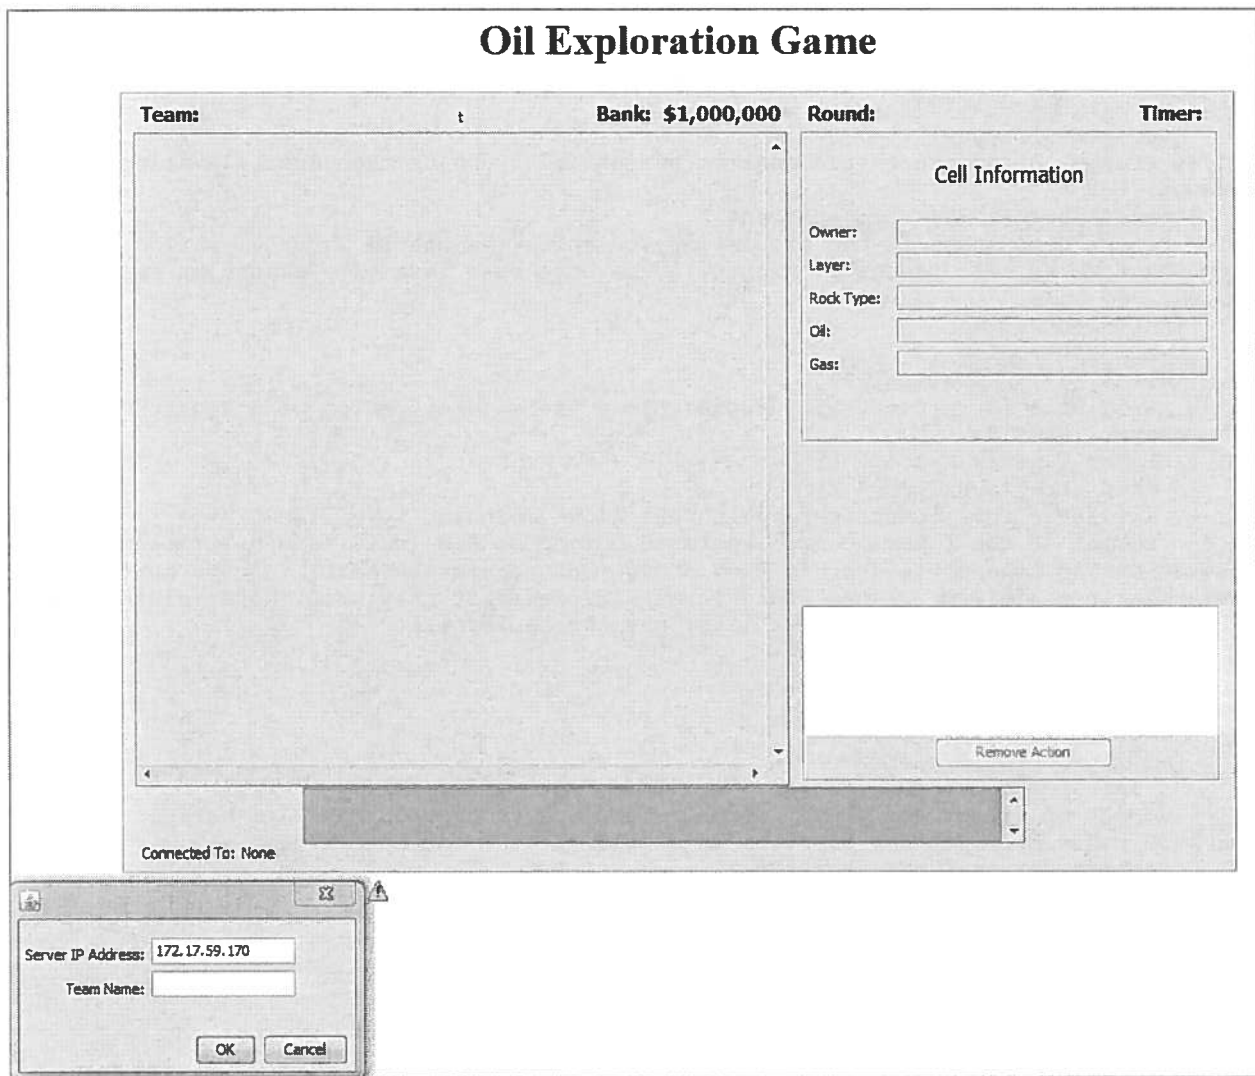 Oil Exploration Game
Team: t Bank: $1,000,000 Round: Timer:
Cell Information
Owner:
Layer:
Rock Type:
Oil:
Gas:
Remove Action
Connected To: None
Server IP Address: 172.17.59.170
Team Name:
OK Cancel